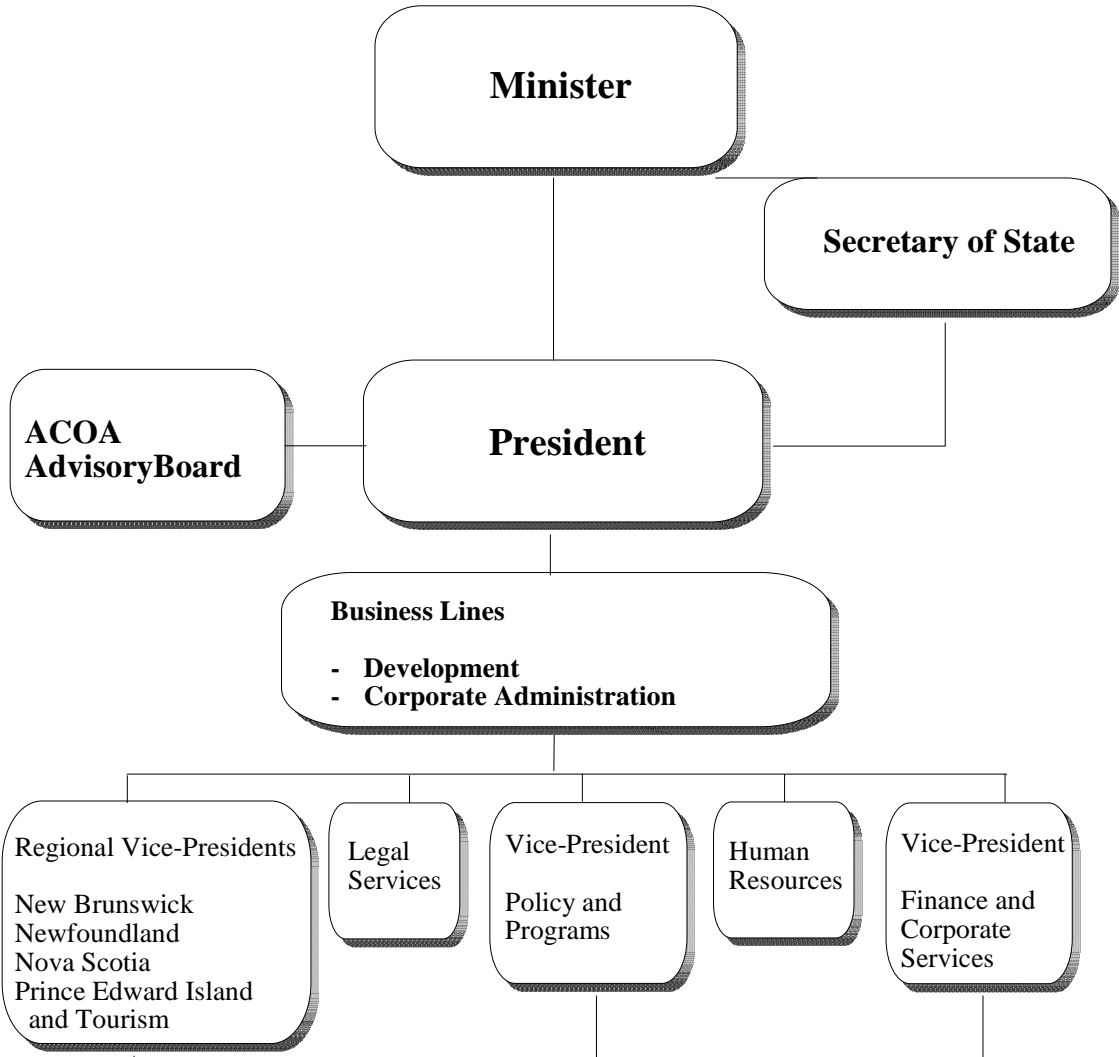 Minister
Secretary of State
ACOA
AdvisoryBoard
President
Business Lines
- Development
- Corporate Administration
Regional Vice-Presidents
New Brunswick
Newfoundland
Nova Scotia
Prince Edward Island
and Tourism
Legal
Services
Vice-President
Policy and
Programs
Human
Resources
Vice-President
Finance and
Corporate
Services